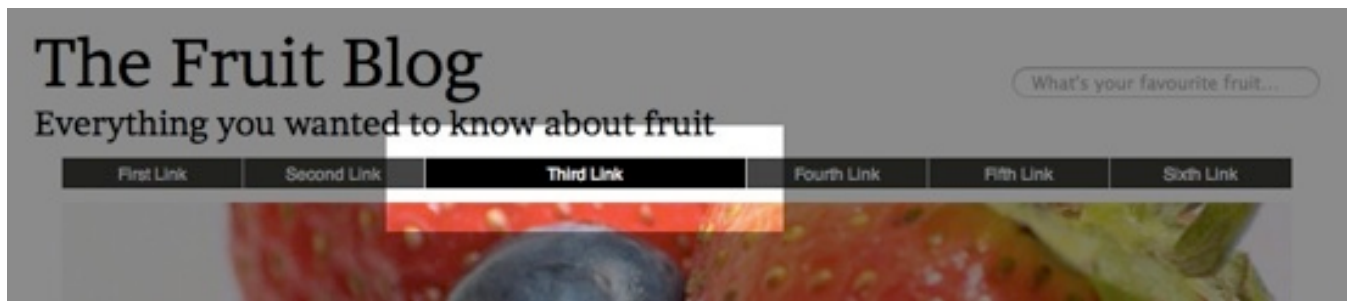 The Fruit Blog
What's your favourite fruit...
Everything you wanted to know about fruit
First Link Second Link Third Link Fourth Link Fifth Link Sixth Link